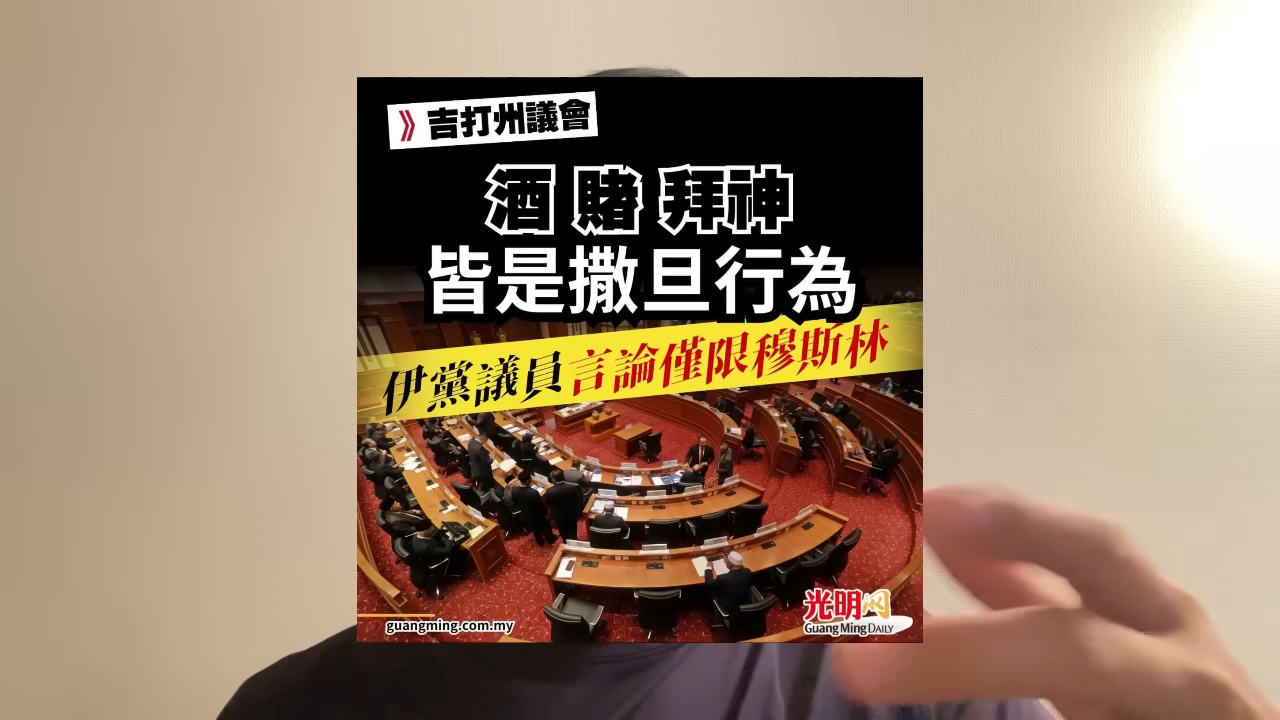 》吉打州議會
酒 賭 拜神
皆是撒旦行為
伊黨議員言論僅限穆斯林
光明网
Guang Ming DAILY
guangming.com.my